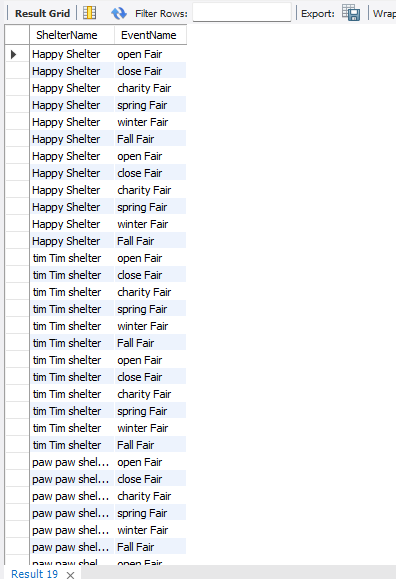 Result Grid Filter Rows: Export: Wrap
ShelterName EventName
Happy Shelter open Fair
Happy Shelter close Fair
Happy Shelter charity Fair
Happy Shelter spring Fair
Happy Shelter winter Fair
Happy Shelter Fall Fair
Happy Shelter open Fair
Happy Shelter close Fair
Happy Shelter charity Fair
Happy Shelter spring Fair
Happy Shelter winter Fair
Happy Shelter Fall Fair
tim Tim shelter open Fair
tim Tim shelter close Fair
tim Tim shelter charity Fair
tim Tim shelter spring Fair
tim Tim shelter winter Fair
tim Tim shelter Fall Fair
tim Tim shelter open Fair
tim Tim shelter close Fair
tim Tim shelter charity Fair
tim Tim shelter spring Fair
tim Tim shelter winter Fair
tim Tim shelter Fall Fair
paw paw shel... open Fair
paw paw shel... close Fair
paw paw shel... charity Fair
paw paw shel... spring Fair
paw paw shel... winter Fair
paw paw shel... Fall Fair
paw paw shel... open Fair
Result 19